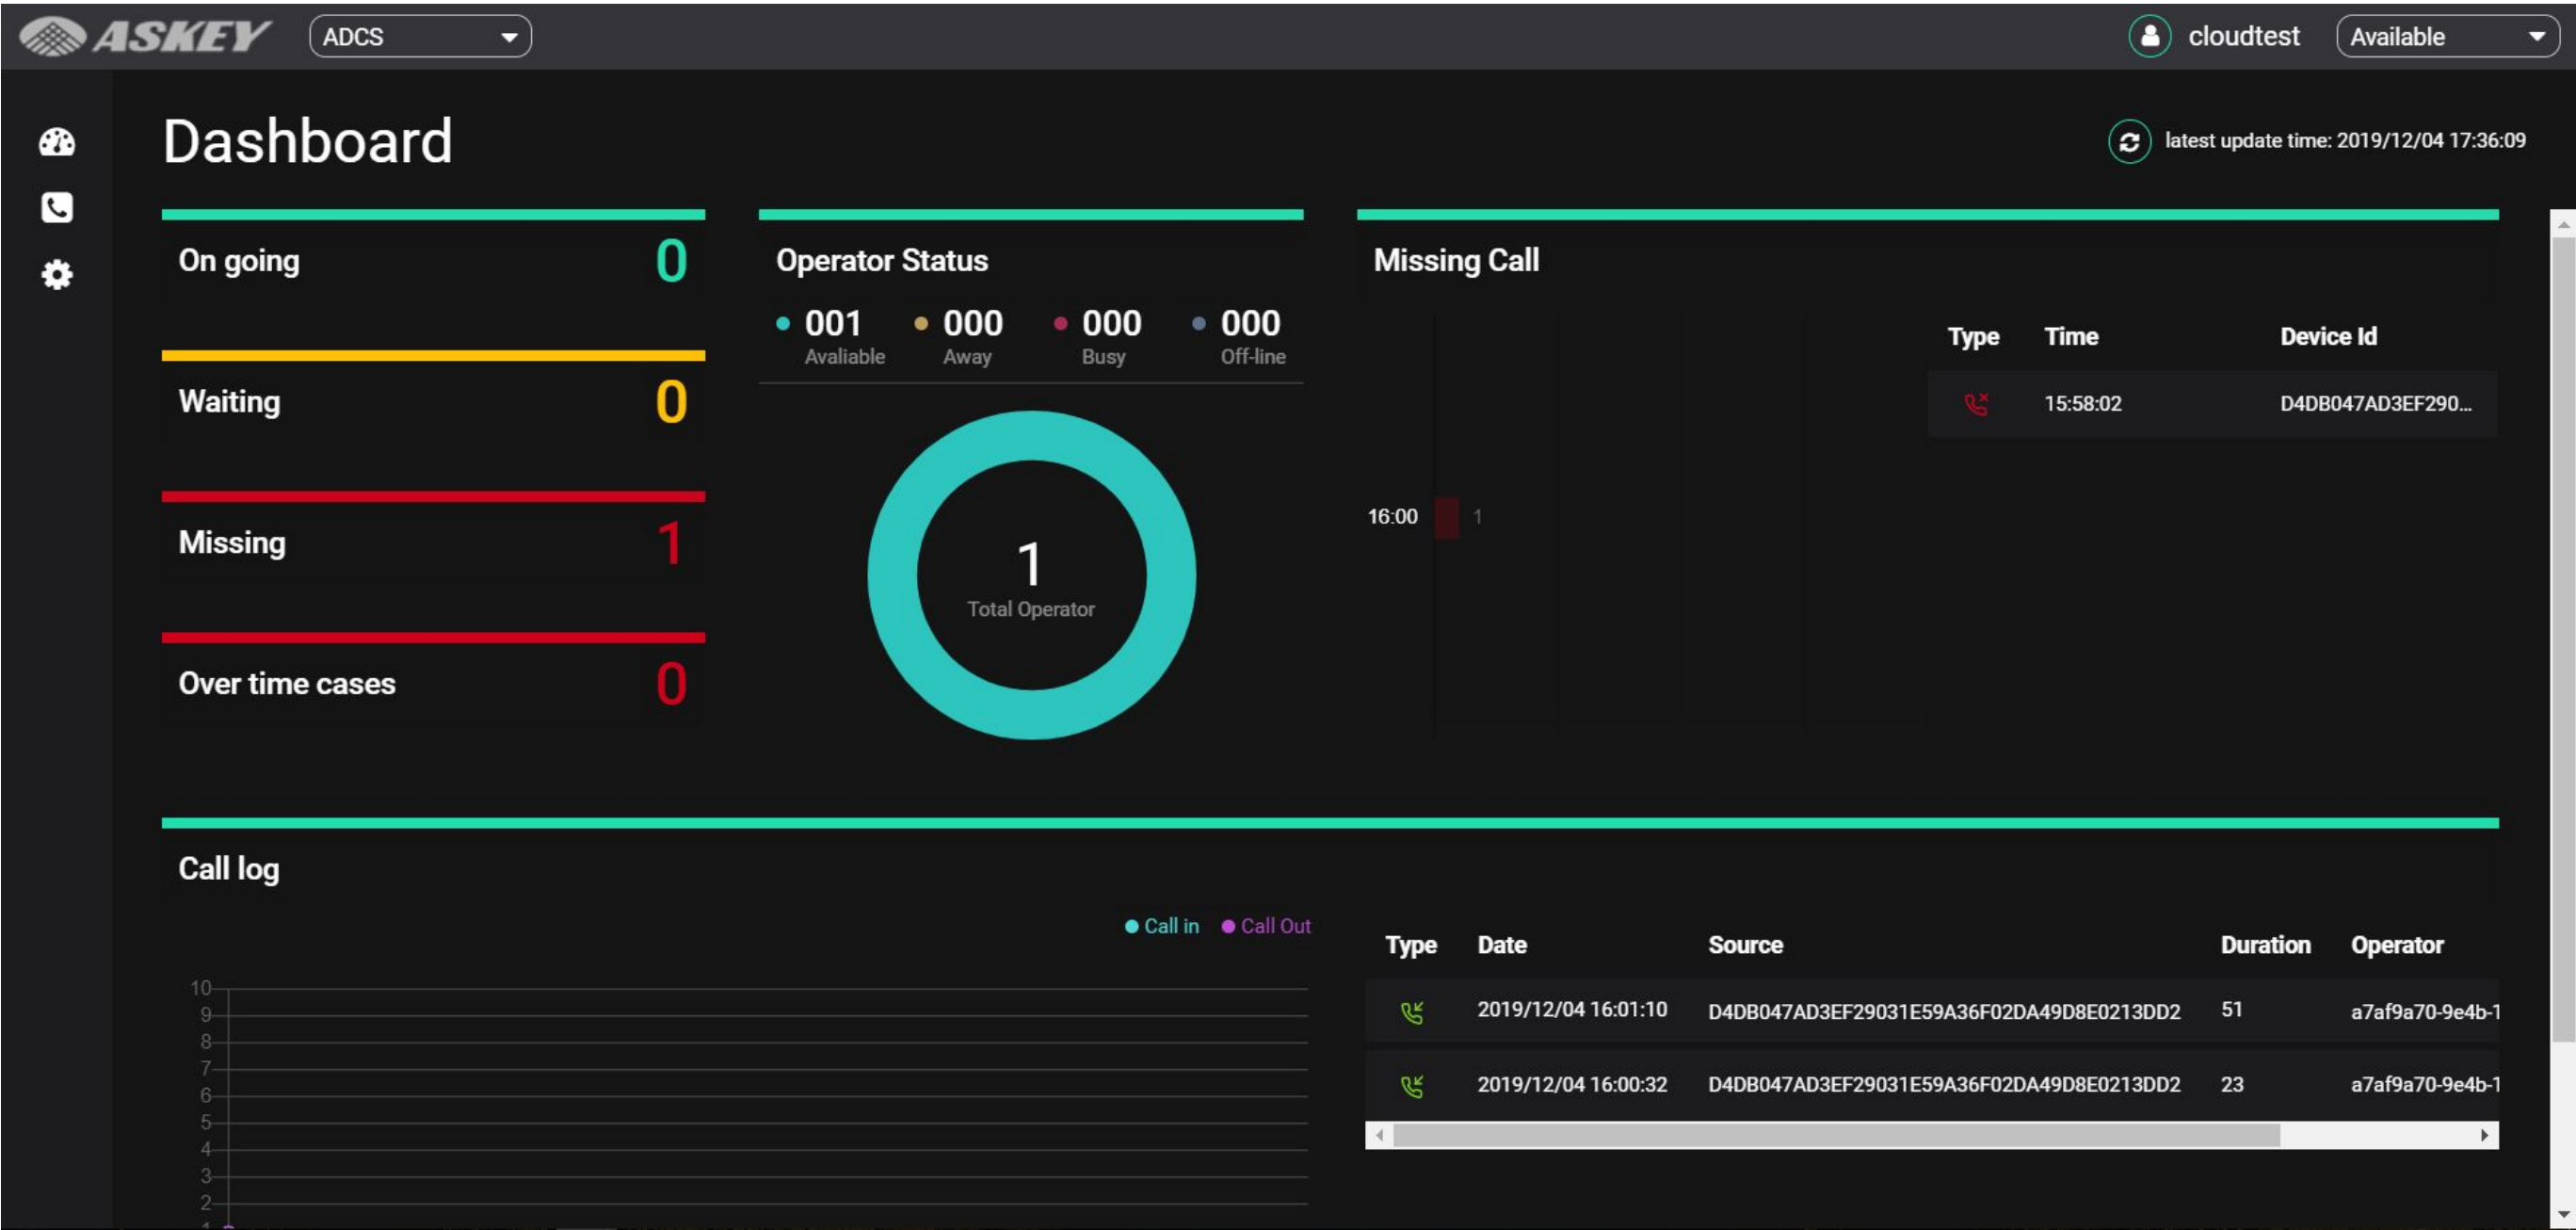 ASKEY
ADCS
cloudtest
Available
Dashboard
latest update time: 2019/12/04 17:36:09
On going
0
Waiting
0
Missing
1
Over time cases
0
Operator Status
001
000
000
000
Avaliable
Away
Busy
Off-line
1
Total Operator
Missing Call
16:00
1
Type Time Device Id
15:58:02 D4DB047AD3EF290...
Call log
Call in Call Out
10
9
8
7
6
5
4
3
2
Type Date Source Duration Operator
2019/12/04 16:01:10 D4DB047AD3EF29031E59A36F02DA49D8E0213DD2 51 a7af9a70-9e4b-1
2019/12/04 16:00:32 D4DB047AD3EF29031E59A36F02DA49D8E0213DD2 23 a7af9a70-9e4b-1